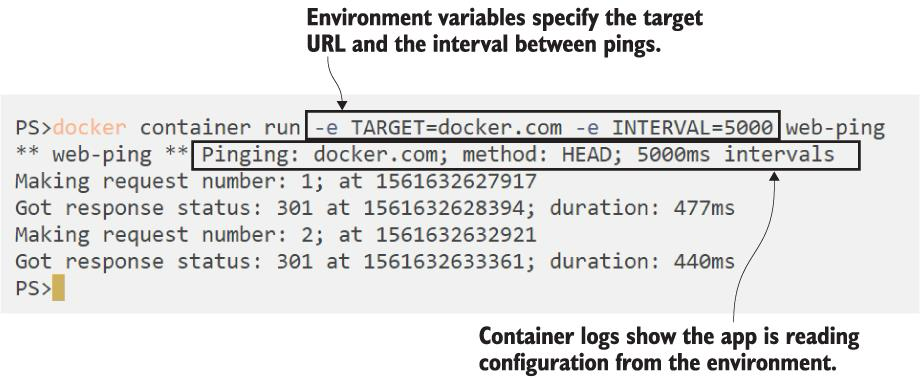 Environment variables specify the target
URL and the interval between pings.
PS>docker container run -e TARGET=docker.com -e INTERVAL=5000 web-ping
** web-ping ** Pinging: docker.com; method: HEAD; 5000ms intervals
Making request number: 1; at 1561632627917
Got response status: 301 at 1561632628394; duration: 477ms
Making request number: 2; at 1561632632921
Got response status: 301 at 1561632633361; duration: 440ms
PS>
Container logs show the app is reading
configuration from the environment.